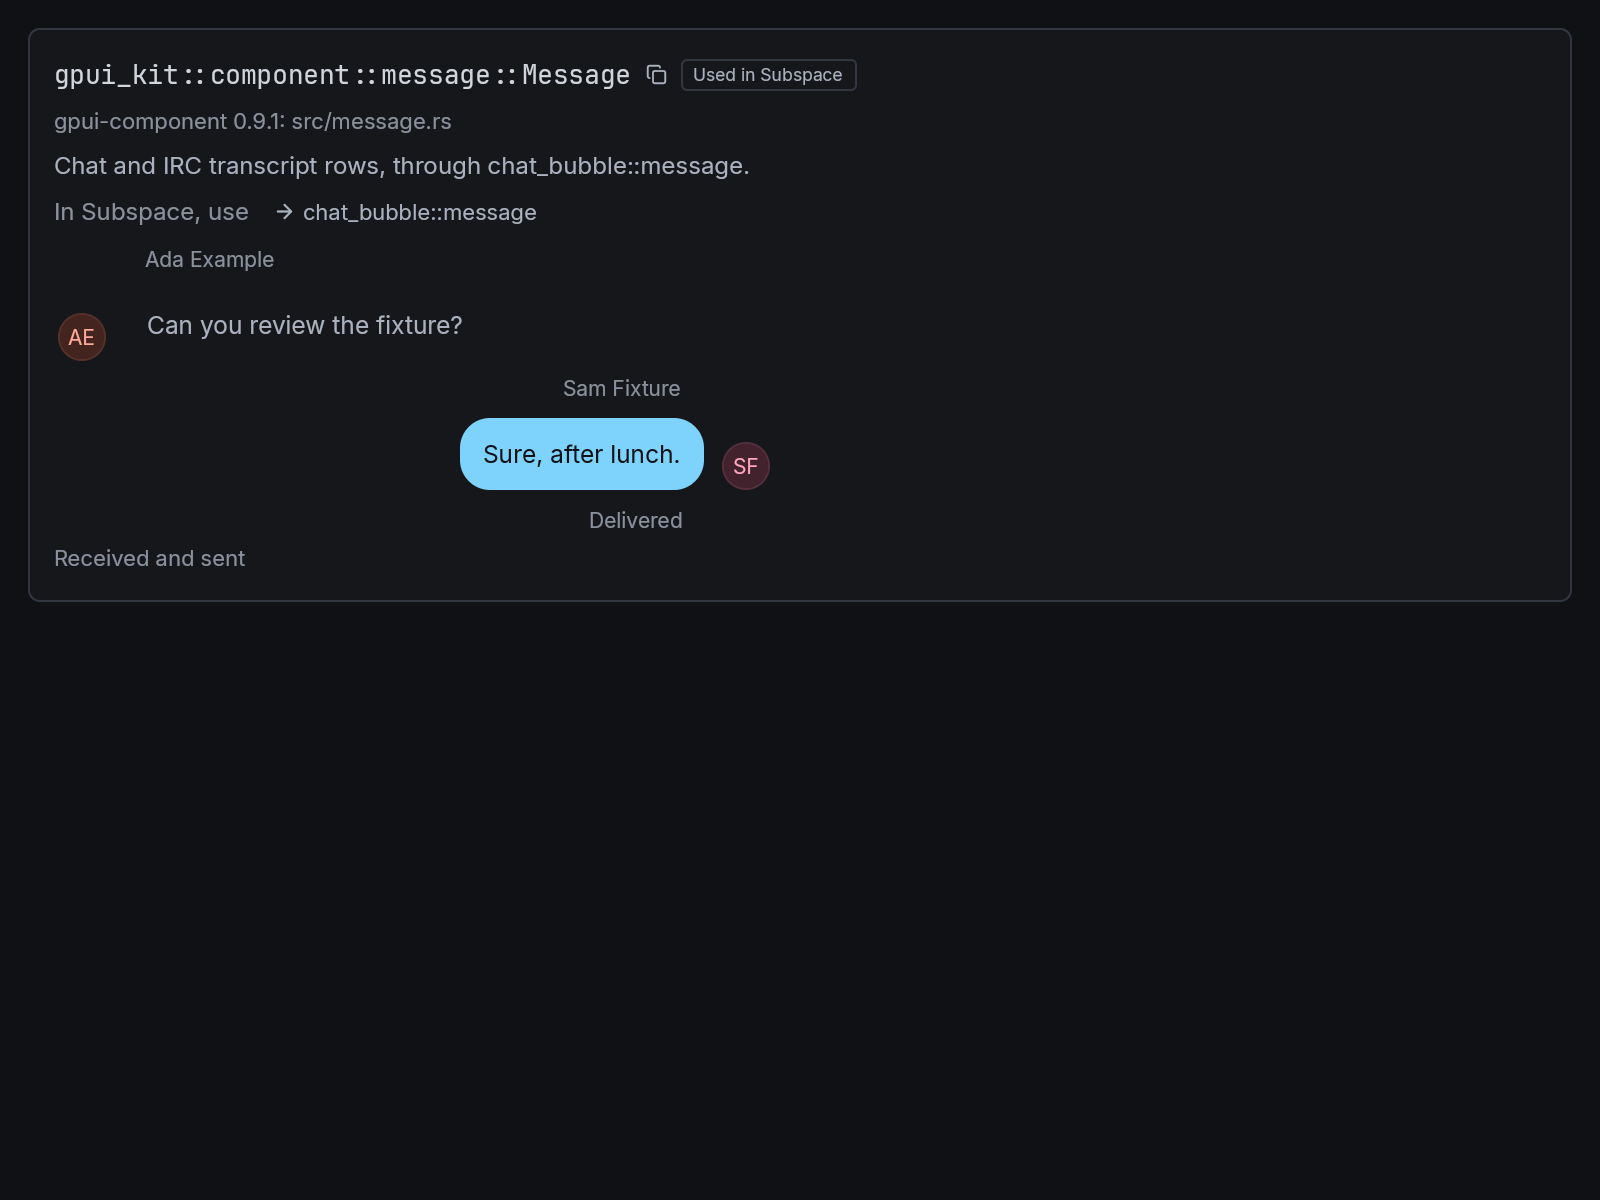 gpui_kit::component::message::Message Used in Subspace
gpui-component 0.9.1: src/message.rs
Chat and IRC transcript rows, through chat_bubble::message.
In Subspace, use → chat_bubble::message
Ada Example
AE Can you review the fixture?
Sam Fixture
Sure, after lunch. SF
Delivered
Received and sent